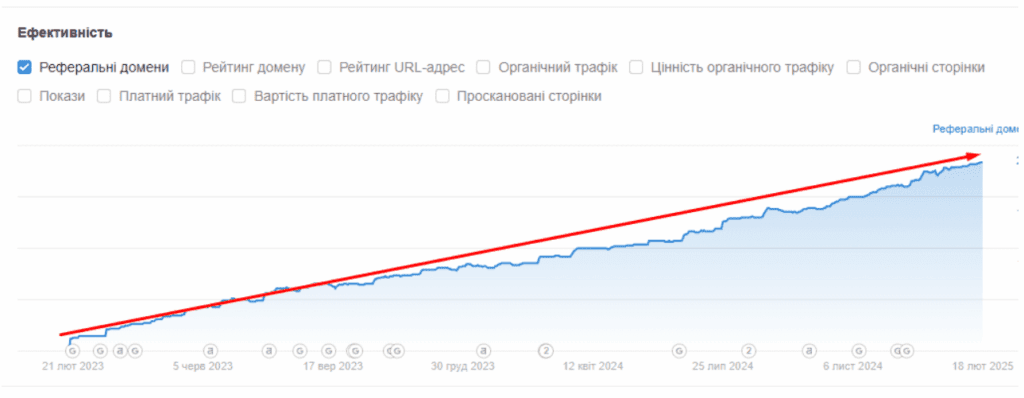 Ефективність
Реферальні домени Рейтинг домену Рейтинг URL-адрес Органічний трафік Цінність органічного трафіку Органічні сторінки
Покази Платний трафік Вартість платного трафіку Проскановані сторінки
Реферальні доме
G G a G a a G G G G a 2 G 2 a G G G
21 лют 2023 5 черв 2023 17 вер 2023 30 груд 2023 12 квіт 2024 25 лип 2024 6 лист 2024 18 лют 2025